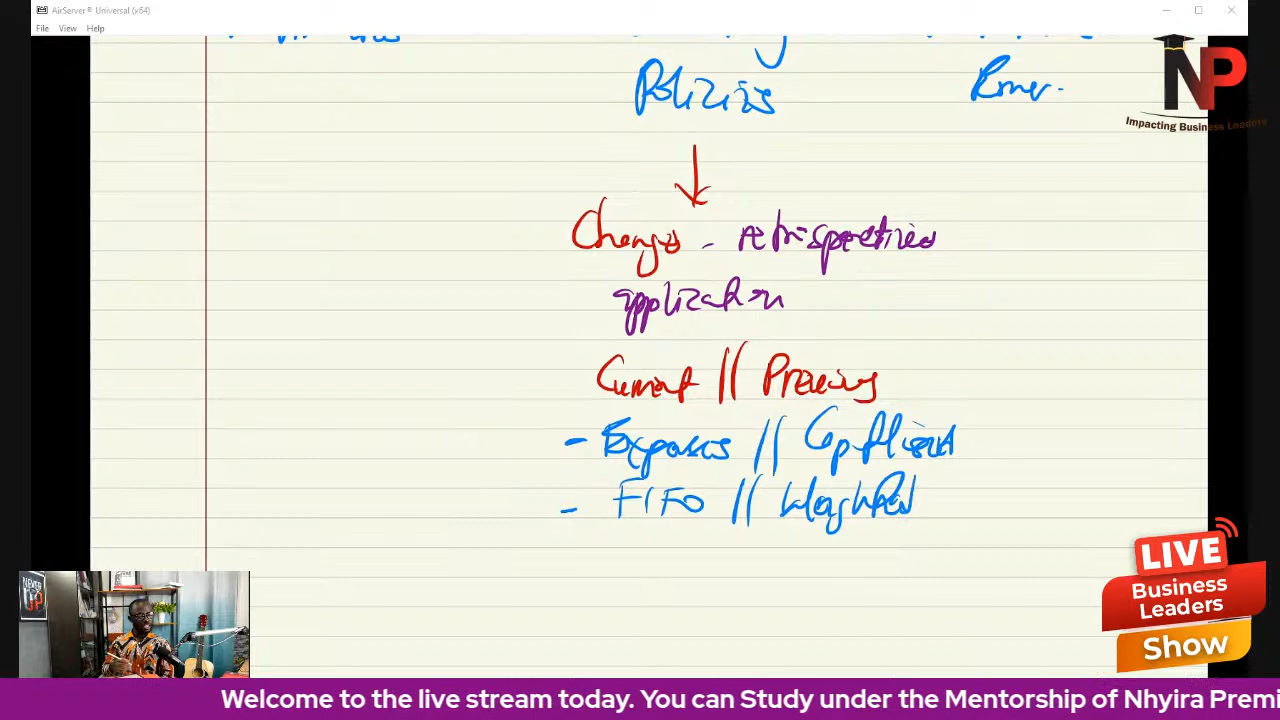 AirServer® Universal (x64)
File View Help
Policies
NP
Impacting Business Leaders
Changes - retrospective
application
Current // Previous
- Expenses // Capitalised
- FIFO // Weighted
LIVE
Business
Leaders
Show
Welcome to the live stream today. You can Study under the Mentorship of Nhyira Premi